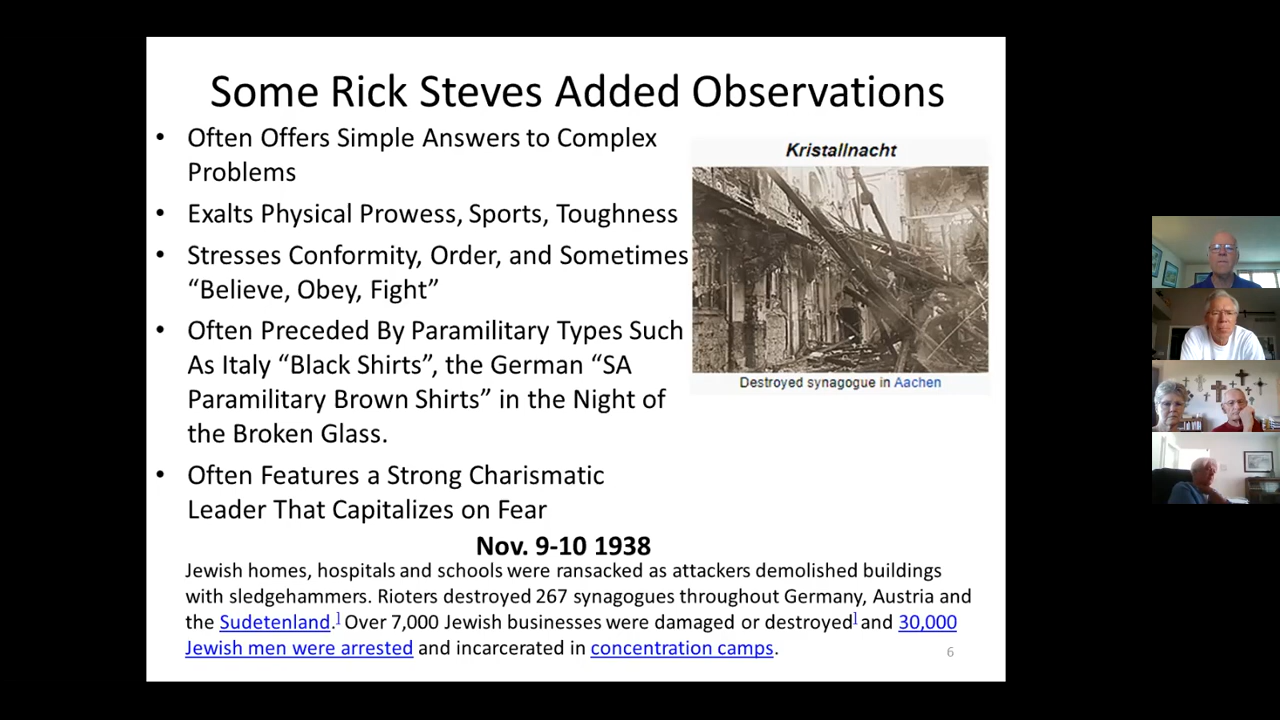 Some Rick Steves Added Observations
• Often Offers Simple Answers to Complex
Problems
• Exalts Physical Prowess, Sports, Toughness
• Stresses Conformity, Order, and Sometimes
“Believe, Obey, Fight”
• Often Preceded By Paramilitary Types Such
As Italy “Black Shirts”, the German “SA
Paramilitary Brown Shirts” in the Night of
the Broken Glass.
• Often Features a Strong Charismatic
Leader That Capitalizes on Fear
Kristallnacht
Destroyed synagogue in Aachen
Nov. 9-10 1938
Jewish homes, hospitals and schools were ransacked as attackers demolished buildings
with sledgehammers. Rioters destroyed 267 synagogues throughout Germany, Austria and
the Sudetenland.] Over 7,000 Jewish businesses were damaged or destroyed] and 30,000
Jewish men were arrested and incarcerated in concentration camps.
6